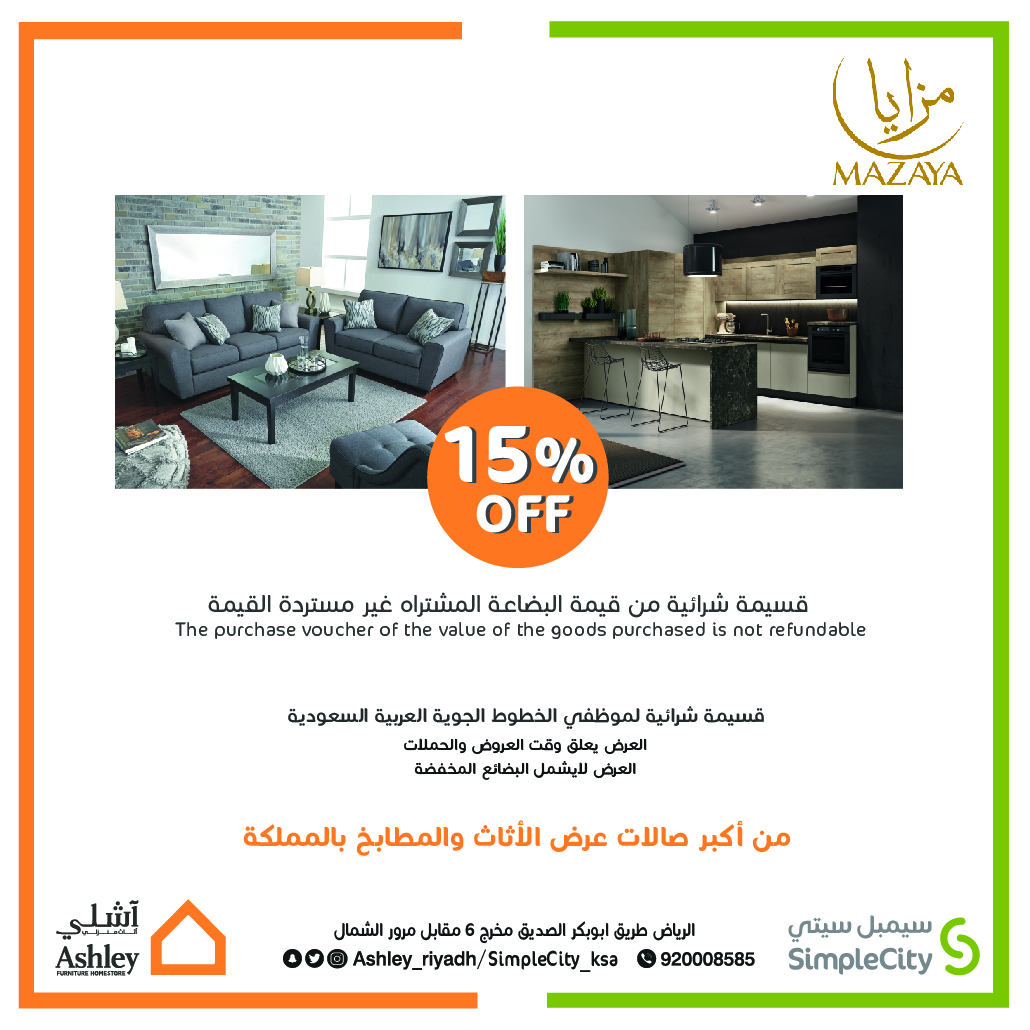 مزايا
MAZAYA
15%
OFF
قسيمة شرائية من قيمة البضاعة المشتراه غير مستردة القيمة
The purchase voucher of the value of the goods purchased is not refundable
قسيمة شرائية لموظفي الخطوط الجوية العربية السعودية
العرض يعلق وقت العروض والحملات
العرض لايشمل البضائع المخفضة
من أكبر صالات عرض الأثاث والمطابخ بالمملكة
آشلي
أثاث منزلي
Ashley
FURNITURE HOMESTORE
الرياض طريق ابوبكر الصديق مخرج 6 مقابل مرور الشمال
Ashley_riyadh/SimpleCity_ksa 920008585
سيمبل سيتي
SimpleCity